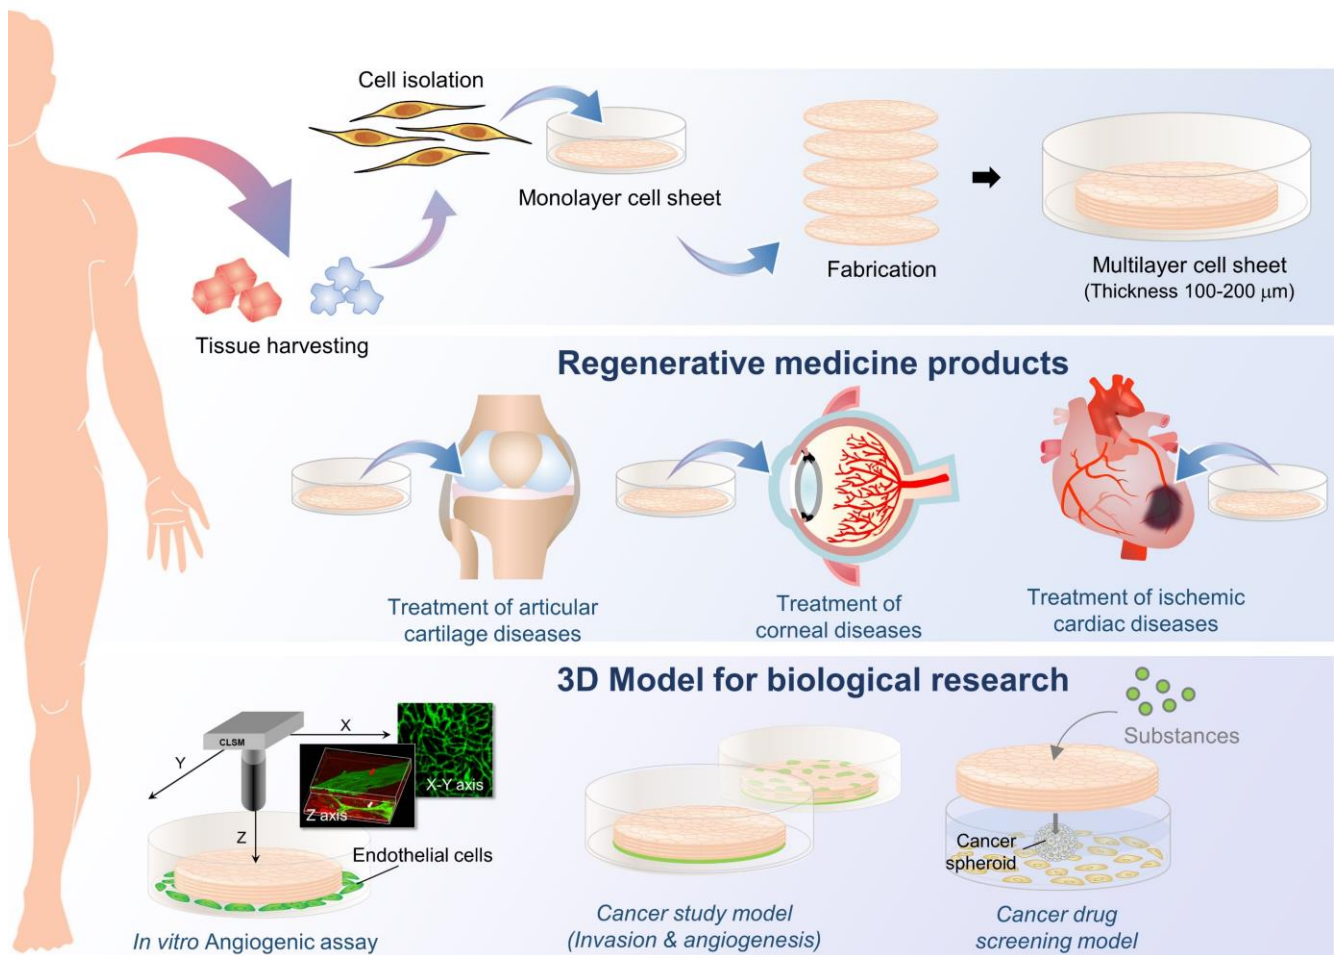 Cell isolation
Monolayer cell sheet
Fabrication
Multilayer cell sheet
(Thickness 100-200 μm)
Tissue harvesting
Regenerative medicine products
Treatment of articular
cartilage diseases
Treatment of
corneal diseases
Treatment of ischemic
cardiac diseases
3D Model for biological research
CLSM
X
Y
Z
X-Y axis
Z axis
Endothelial cells
In vitro Angiogenic assay
Cancer study model
(Invasion & angiogenesis)
Substances
Cancer
spheroid
Cancer drug
screening model